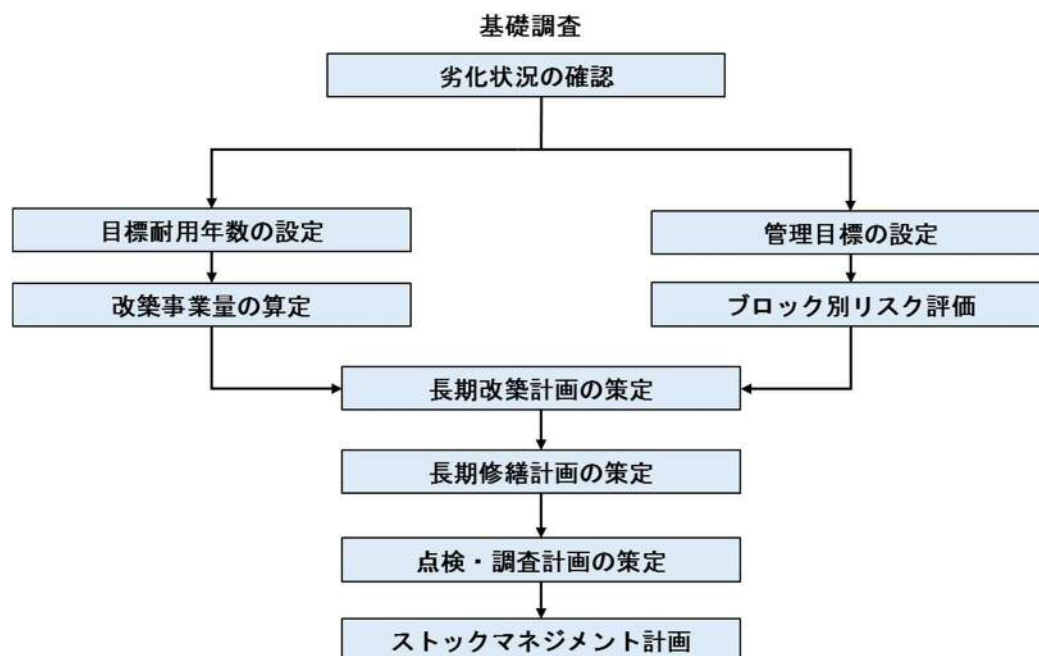 基礎調査
劣化状況の確認
目標耐用年数の設定
管理目標の設定
改築事業量の算定
ブロック別リスク評価
長期改築計画の策定
長期修繕計画の策定
点検・調査計画の策定
ストックマネジメント計画